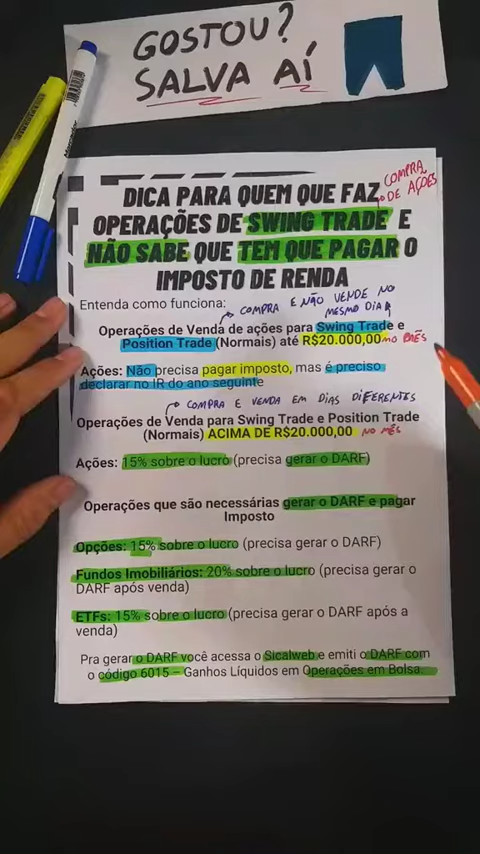 GOSTOU?
SALVA AÍ
DICA PARA QUEM QUE FAZ
COMPRA
DE AÇÕES
OPERAÇÕES DE SWING TRADE E
NÃO SABE QUE TEM QUE PAGAR O
IMPOSTO DE RENDA
Entenda como funciona:
COMPRA E NÃO VENDE NO
MESMO DIA
Operações de Venda de ações para Swing Trade e
Position Trade (Normais) até R$20.000,00 no MÊS
Ações: Não precisa pagar imposto, mas é preciso
declarar no IR do ano seguinte
COMPRA E VENDA EM DIAS DIFERENTES
Operações de Venda para Swing Trade e Position Trade
(Normais) ACIMA DE R$20.000,00 NO MÊS
Ações: 15% sobre o lucro (precisa gerar o DARF)
Operações que são necessárias gerar o DARF e pagar
Imposto
Opções: 15% sobre o lucro (precisa gerar o DARF)
Fundos Imobiliários: 20% sobre o lucro (precisa gerar o
DARF após venda)
ETFs: 15% sobre o lucro (precisa gerar o DARF após a
venda)
Pra gerar o DARF você acessa o Sicalweb e emiti o DARF com
o código 6015 – Ganhos Líquidos em Operações em Bolsa.